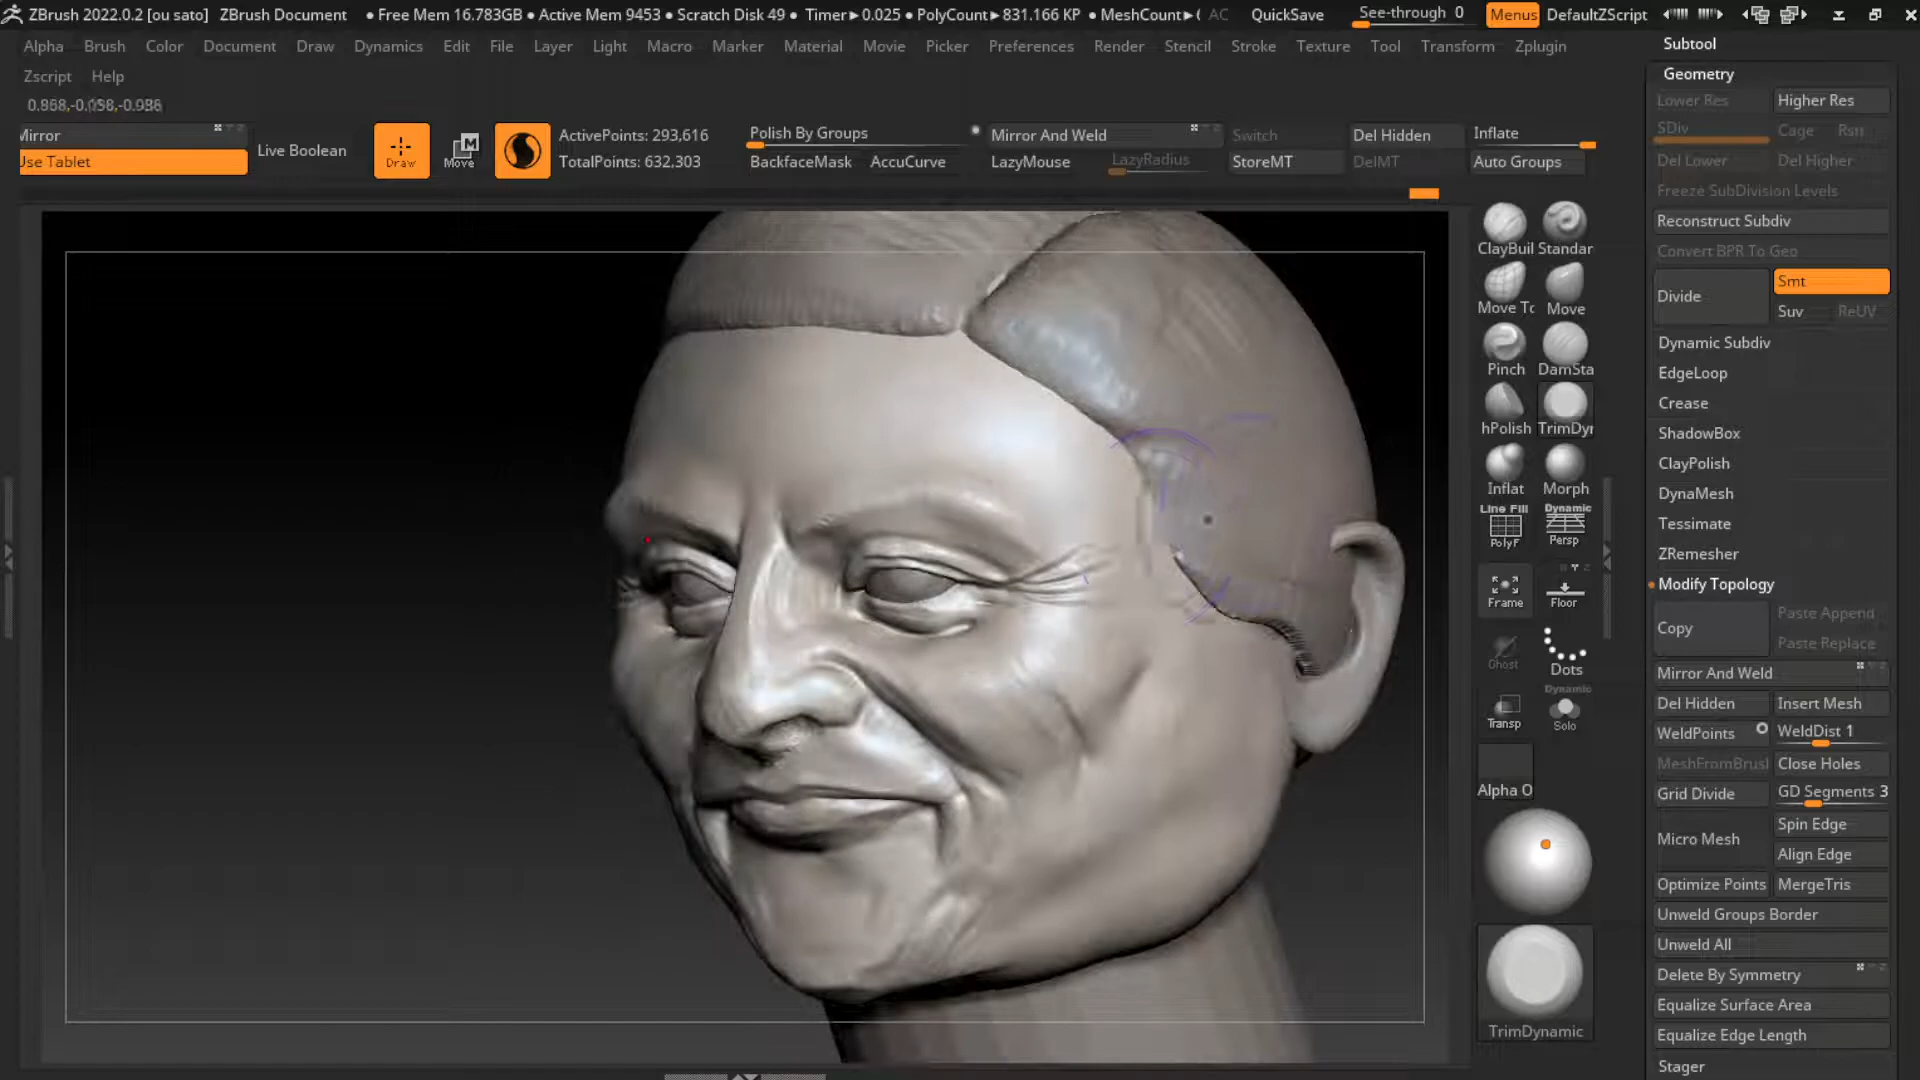 ZBrush 2022.0.2 [ou sato] ZBrush Document • Free Mem 16.783GB • Active Mem 9453 • Scratch Disk 49 • Timer►0.025 • PolyCount►831.166 KP • MeshCount► AC QuickSave See-through 0 Menus DefaultZScript
Alpha Brush Color Document Draw Dynamics Edit File Layer Light Macro Marker Material Movie Picker Preferences Render Stencil Stroke Texture Tool Transform Zplugin
Zscript Help
Mirror
Use Tablet
Live Boolean
Draw
Move
ActivePoints: 293,616
TotalPoints: 632,303
Polish By Groups
BackfaceMask AccuCurve
Mirror And Weld
LazyMouse LazyRadius
Switch
StoreMT
Del Hidden
DelMT
Inflate
Auto Groups
ClayBuil Standar
Move To Move
Pinch DamSta
hPolish TrimDyn
Inflat Morph
Line Fill Dynamic
PolyF Persp
Frame Floor
Ghost Dots
Dynamic
Transp Solo
Alpha O
TrimDynamic
Subtool
Geometry
Lower Res Higher Res
SDiv Cage Rstr
Del Lower Del Higher
Freeze SubDivision Levels
Reconstruct Subdiv
Convert BPR To Geo
Divide Smt
Suv ReUV
Dynamic Subdiv
EdgeLoop
Crease
ShadowBox
ClayPolish
DynaMesh
Tessimate
ZRemesher
Modify Topology
Copy Paste Append
Paste Replace
Mirror And Weld
Del Hidden Insert Mesh
WeldPoints WeldDist 1
MeshFromBrus Close Holes
Grid Divide GD Segments 3
Micro Mesh Spin Edge
Align Edge
Optimize Points MergeTris
Unweld Groups Border
Unweld All
Delete By Symmetry
Equalize Surface Area
Equalize Edge Length
Stager